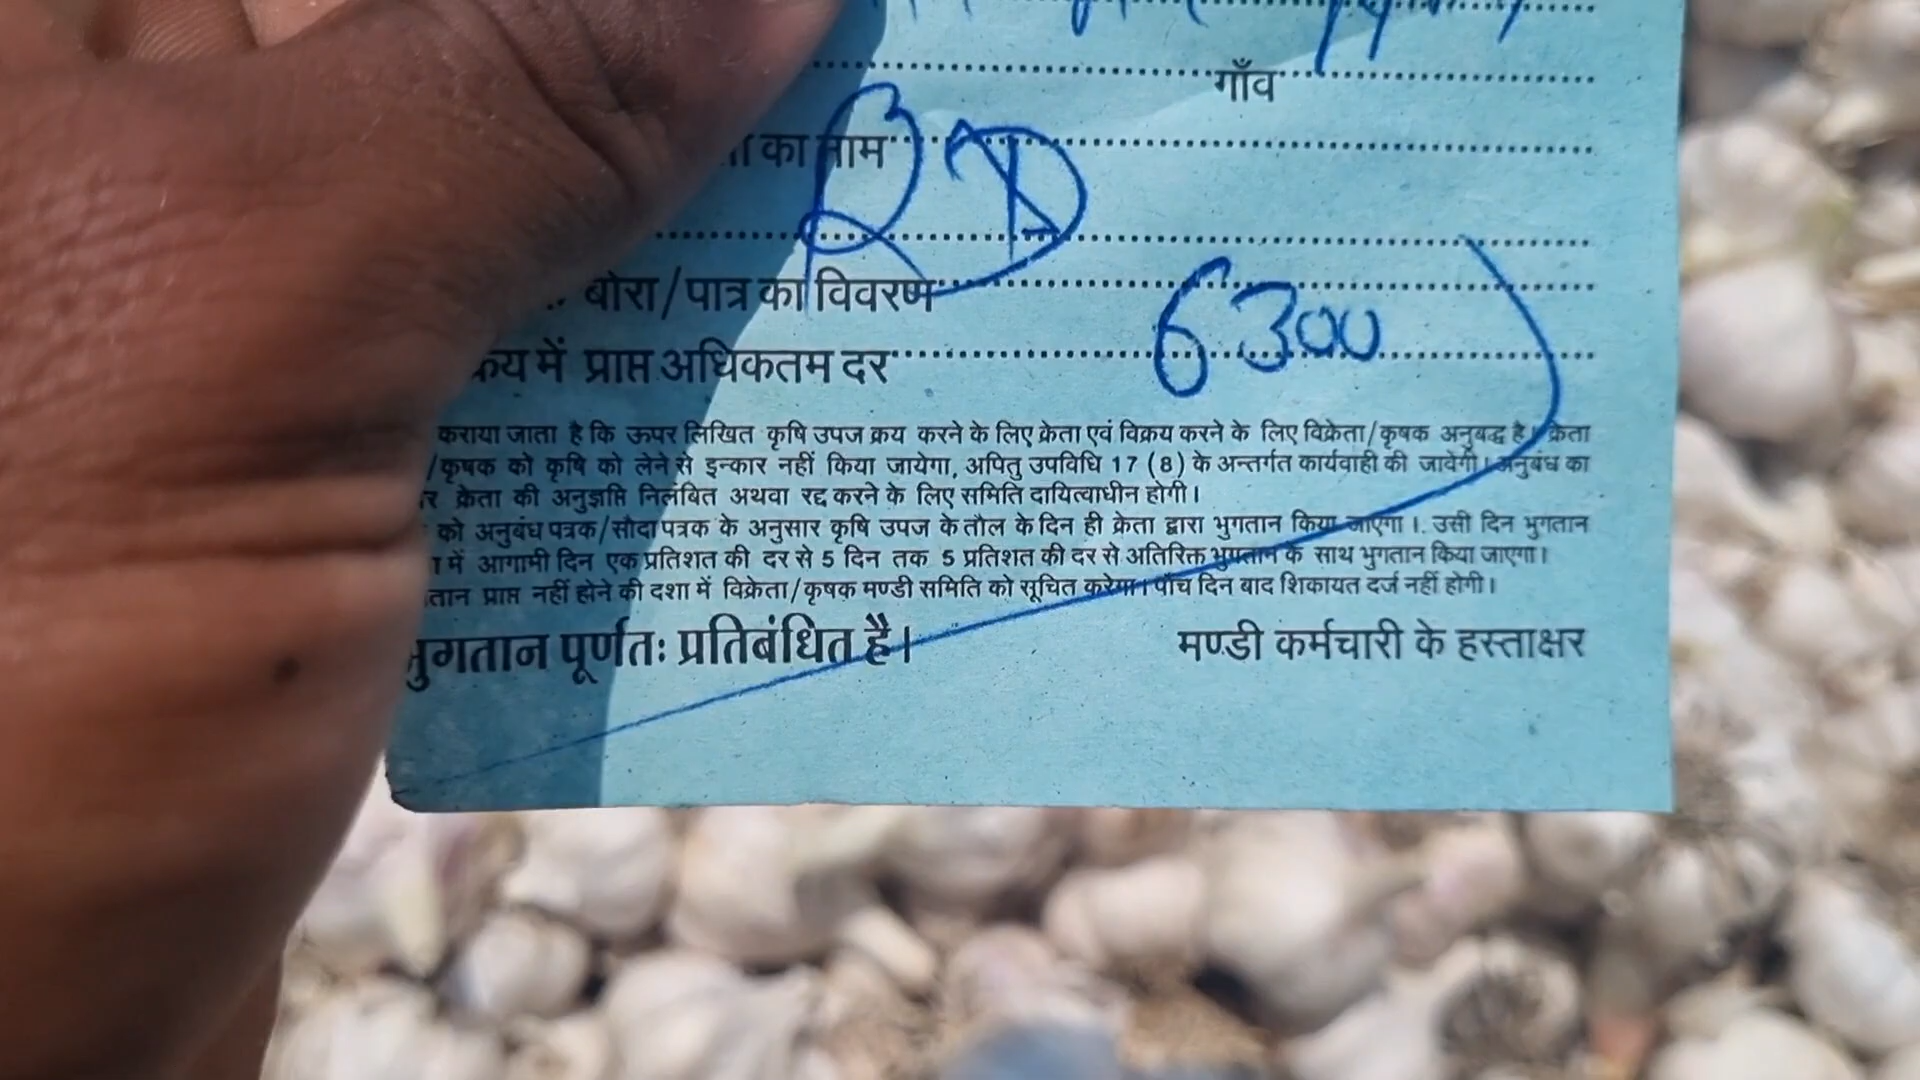 गाँव
का नाम RD
बोरा/पात्र का विवरण
में प्राप्त अधिकतम दर 6300
कराया जाता है कि ऊपर लिखित कृषि उपज क्रय करने के लिए क्रेता एवं विक्रय करने के लिए विक्रेता/कृषक अनुबद्ध है। क्रेता
/कृषक को कृषि को लेने से इन्कार नहीं किया जायेगा, अपितु उपविधि 17 (8) के अन्तर्गत कार्यवाही की जावेगी। अनुबंध का
क्रेता की अनुज्ञप्ति निलंबित अथवा रद्द करने के लिए समिति दायित्वाधीन होगी।
को अनुबंध पत्रक/सौदा पत्रक के अनुसार कृषि उपज के तौल के दिन ही क्रेता द्वारा भुगतान किया जाएगा।. उसी दिन भुगतान
में आगामी दिन एक प्रतिशत की दर से 5 दिन तक 5 प्रतिशत की दर से अतिरिक्त भुगतान के साथ भुगतान किया जाएगा।
प्राप्त नहीं होने की दशा में विक्रेता/कृषक मण्डी समिति को सूचित करेगा। पाँच दिन बाद शिकायत दर्ज नहीं होगी।
भुगतान पूर्णतः प्रतिबंधित है। मण्डी कर्मचारी के हस्ताक्षर